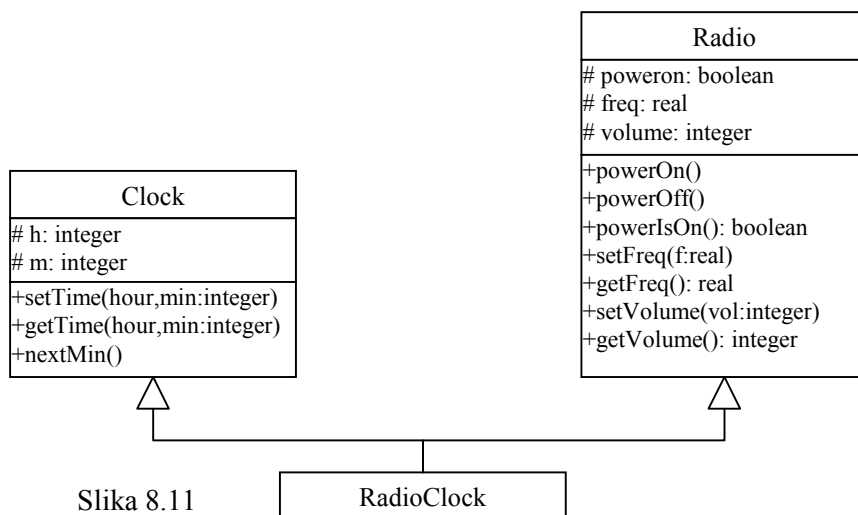 Radio
# poweron: boolean
# freq: real
# volume: integer
+powerOn()
+powerOff()
+powerIsOn(): boolean
+setFreq(f:real)
+getFreq(): real
+setVolume(vol:integer)
+getVolume(): integer
Clock
# h: integer
# m: integer
+setTime(hour,min:integer)
+getTime(hour,min:integer)
+nextMin()
Slika 8.11
RadioClock